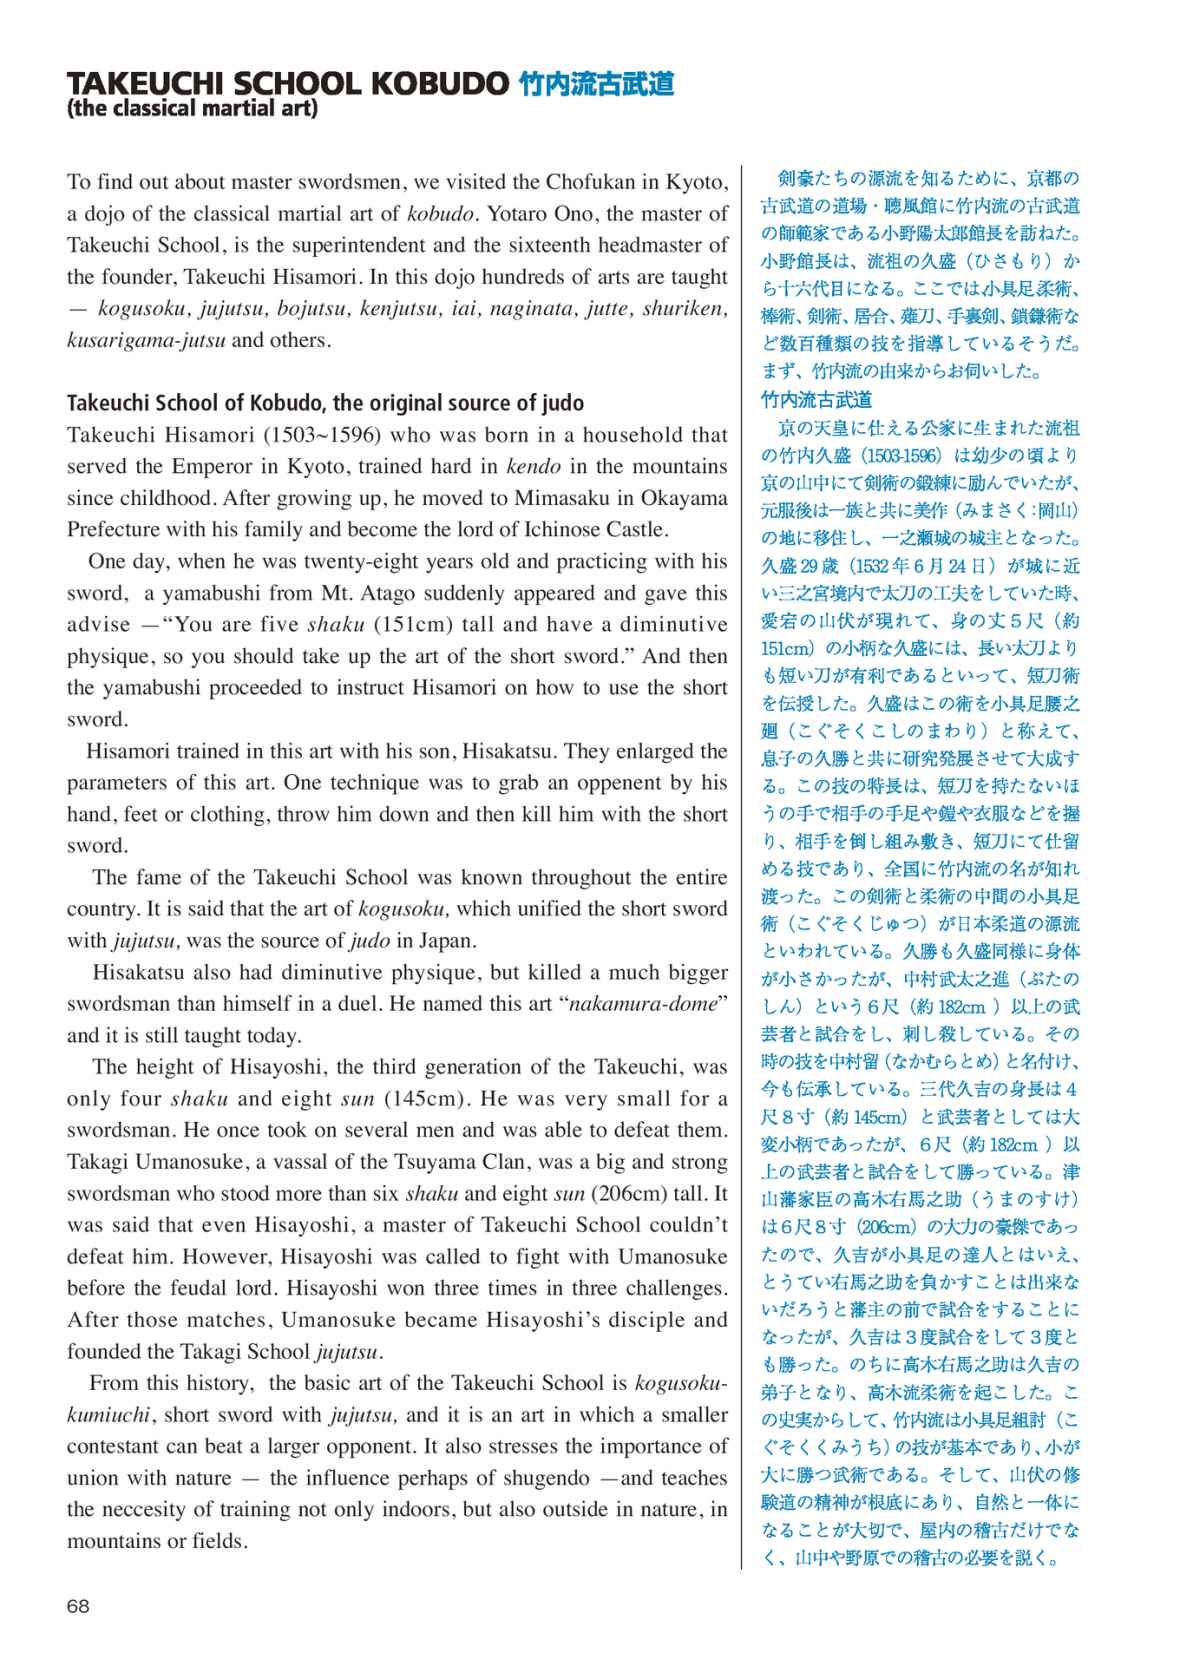 TAKEUCHI SCHOOL KOBUDO 竹内流古武道
(the classical martial art)
To find out about master swordsmen, we visited the Chofukan in Kyoto,
a dojo of the classical martial art of kobudo. Yotaro Ono, the master of
Takeuchi School, is the superintendent and the sixteenth headmaster of
the founder, Takeuchi Hisamori. In this dojo hundreds of arts are taught
— kogusoku, jujutsu, bojutsu, kenjutsu, iai, naginata, jutte, shuriken,
kusarigama-jutsu and others.
Takeuchi School of Kobudo, the original source of judo
Takeuchi Hisamori (1503~1596) who was born in a household that
served the Emperor in Kyoto, trained hard in kendo in the mountains
since childhood. After growing up, he moved to Mimasaku in Okayama
Prefecture with his family and become the lord of Ichinose Castle.
One day, when he was twenty-eight years old and practicing with his
sword, a yamabushi from Mt. Atago suddenly appeared and gave this
advise —“You are five shaku (151cm) tall and have a diminutive
physique, so you should take up the art of the short sword.” And then
the yamabushi proceeded to instruct Hisamori on how to use the short
sword.
Hisamori trained in this art with his son, Hisakatsu. They enlarged the
parameters of this art. One technique was to grab an oppenent by his
hand, feet or clothing, throw him down and then kill him with the short
sword.
The fame of the Takeuchi School was known throughout the entire
country. It is said that the art of kogusoku, which unified the short sword
with jujutsu, was the source of judo in Japan.
Hisakatsu also had diminutive physique, but killed a much bigger
swordsman than himself in a duel. He named this art “nakamura-dome”
and it is still taught today.
The height of Hisayoshi, the third generation of the Takeuchi, was
only four shaku and eight sun (145cm). He was very small for a
swordsman. He once took on several men and was able to defeat them.
Takagi Umanosuke, a vassal of the Tsuyama Clan, was a big and strong
swordsman who stood more than six shaku and eight sun (206cm) tall. It
was said that even Hisayoshi, a master of Takeuchi School couldn’t
defeat him. However, Hisayoshi was called to fight with Umanosuke
before the feudal lord. Hisayoshi won three times in three challenges.
After those matches, Umanosuke became Hisayoshi’s disciple and
founded the Takagi School jujutsu.
From this history, the basic art of the Takeuchi School is kogusoku-
kumiuchi, short sword with jujutsu, and it is an art in which a smaller
contestant can beat a larger opponent. It also stresses the importance of
union with nature — the influence perhaps of shugendo —and teaches
the neccesity of training not only indoors, but also outside in nature, in
mountains or fields.
剣豪たちの源流を知るために、京都の
古武道の道場・聴風館に竹内流の古武道
の師範家である小野陽太郎館長を訪ねた。
小野館長は、流祖の久盛（ひさもり）か
ら十六代目になる。ここでは小具足柔術、
棒術、剣術、居合、薙刀、手裏剣、鎖鎌術な
ど数百種類の技を指導しているそうだ。
まず、竹内流の由来からお伺いした。
竹内流古武道
京の天皇に仕える公家に生まれた流祖
の竹内久盛（1503-1596）は幼少の頃より
京の山中にて剣術の鍛練に励んでいたが、
元服後は一族と共に美作（みまさく：岡山）
の地に移住し、一之瀬城の城主となった。
久盛 29 歳（1532 年 6 月 24 日）が城に近
い三之宮境内で太刀の工夫をしていた時、
愛宕の山伏が現れて、身の丈５尺（約
151cm）の小柄な久盛には、長い太刀より
も短い刀が有利であるといって、短刀術
を伝授した。久盛はこの術を小具足腰之
廻（こぐそくこしのまわり）と称えて、
息子の久勝と共に研究発展させて大成す
る。この技の特長は、短刀を持たないほ
うの手で相手の手足や鎧や衣服などを握
り、相手を倒し組み敷き、短刀にて仕留
める技であり、全国に竹内流の名が知れ
渡った。この剣術と柔術の中間の小具足
術（こぐそくじゅつ）が日本柔道の源流
といわれている。久勝も久盛同様に身体
が小さかったが、中村武太之進（ぶたの
しん）という６尺（約 182cm ）以上の武
芸者と試合をし、刺し殺している。その
時の技を中村留（なかむらとめ）と名付け、
今も伝承している。三代久吉の身長は４
尺８寸（約 145cm）と武芸者としては大
変小柄であったが、６尺（約 182cm ）以
上の武芸者と試合をして勝っている。津
山藩家臣の高木右馬之助（うまのすけ）
は６尺８寸（206cm）の大力の豪傑であっ
たので、久吉が小具足の達人とはいえ、
とうてい右馬之助を負かすことは出来な
いだろうと藩主の前で試合をすることに
なったが、久吉は３度試合をして３度と
も勝った。のちに高木右馬之助は久吉の
弟子となり、高木流柔術を起こした。こ
の史実からして、竹内流は小具足組討（こ
ぐそくくみうち）の技が基本であり、小が
大に勝つ武術である。そして、山伏の修
験道の精神が根底にあり、自然と一体に
なることが大切で、屋内の稽古だけでな
く、山中や野原での稽古の必要を説く。
68